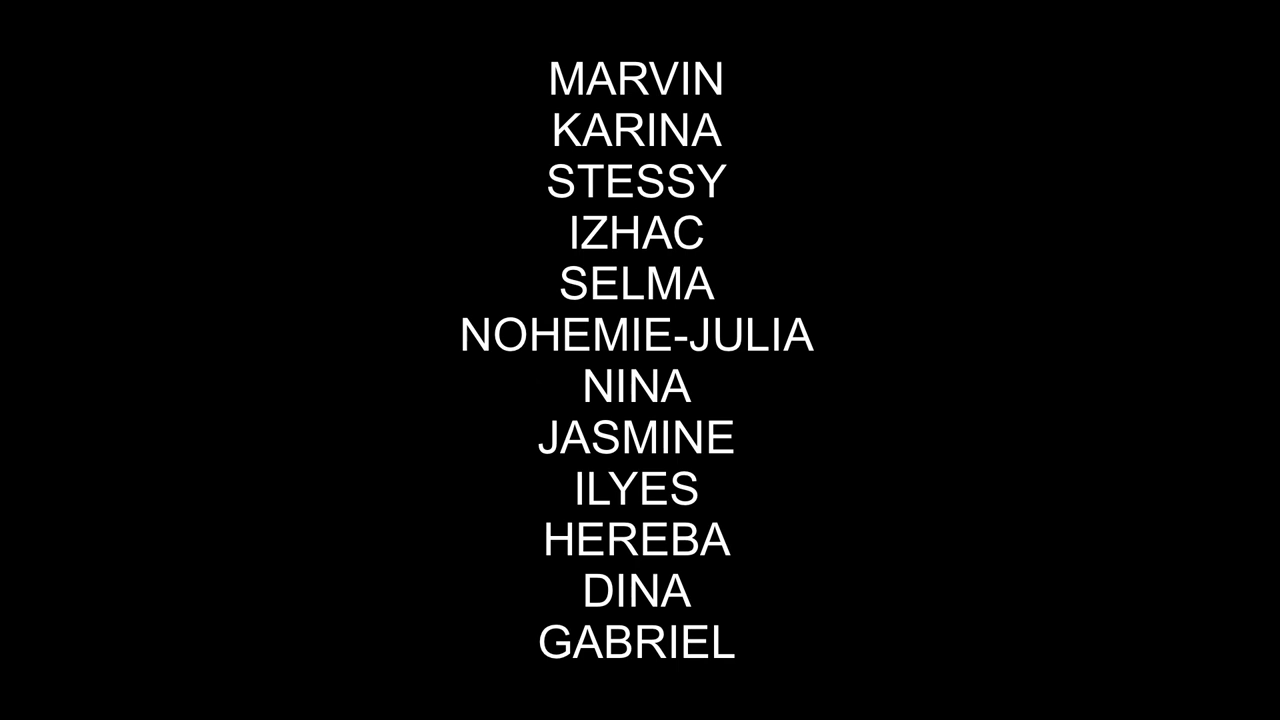 MARVIN
KARINA
STESSY
IZHAC
SELMA
NOHEMIE-JULIA
NINA
JASMINE
ILYES
HEREBA
DINA
GABRIEL